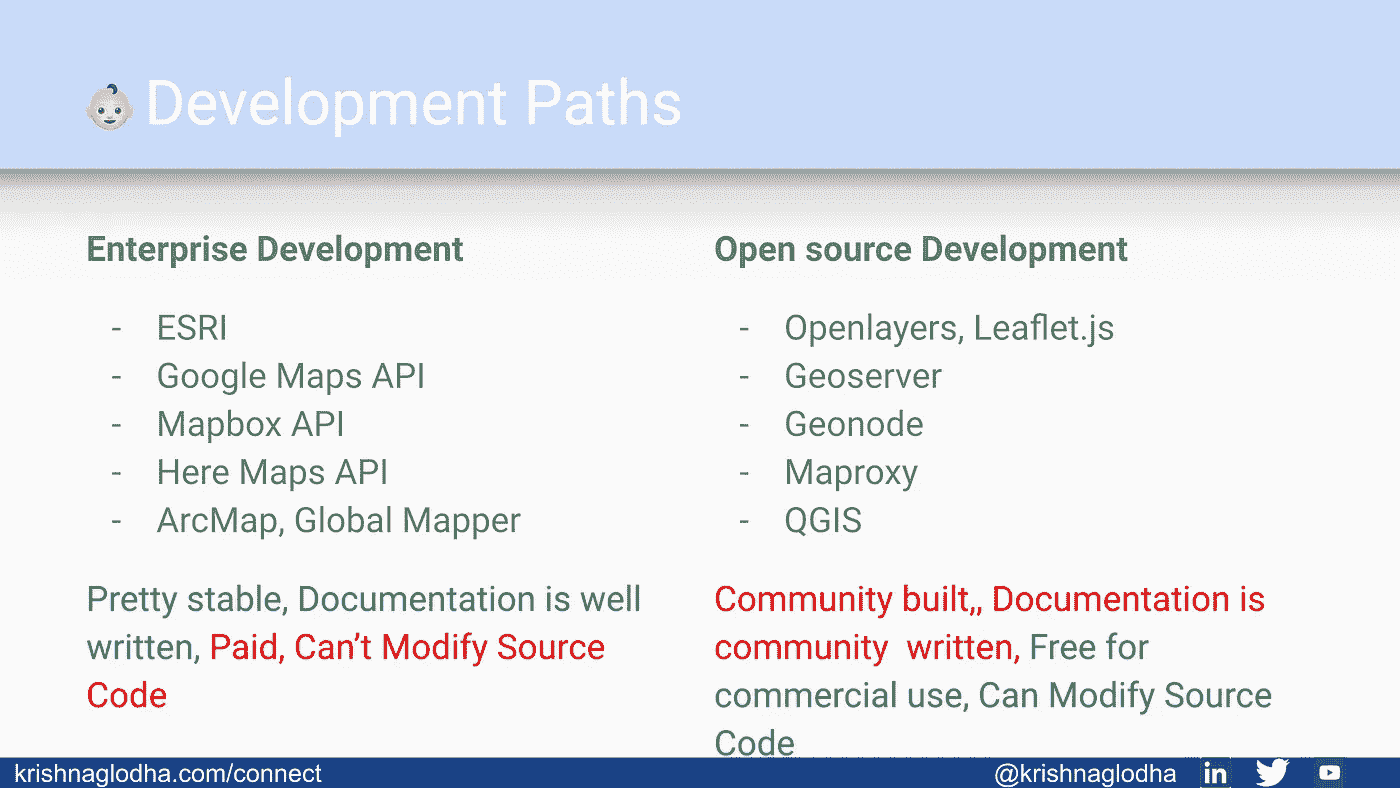 Development Paths
Enterprise Development
- ESRI
- Google Maps API
- Mapbox API
- Here Maps API
- ArcMap, Global Mapper
Pretty stable, Documentation is well
written, Paid, Can’t Modify Source
Code
Open source Development
- Openlayers, Leaflet.js
- Geoserver
- Geonode
- Maproxy
- QGIS
Community built,, Documentation is
community  written, Free for
commercial use, Can Modify Source
Code
krishnaglodha.com/connect
@krishnaglodha in